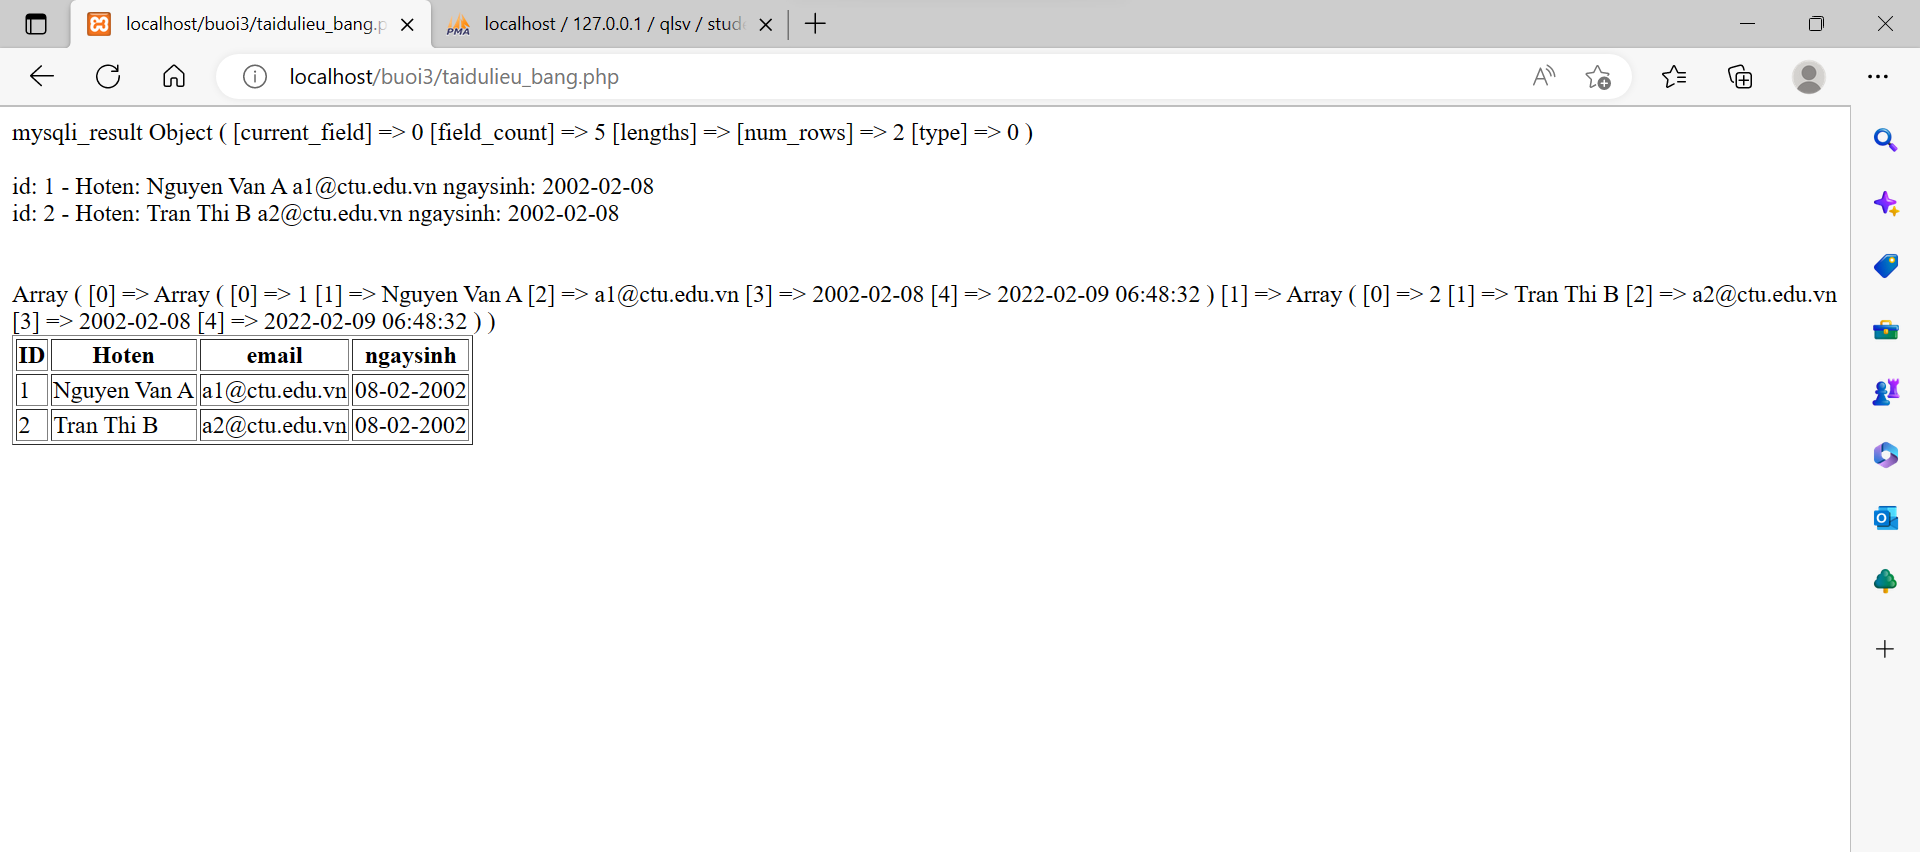 localhost/buoi3/taidulieu_bang.p
PMA localhost / 127.0.0.1 / qlsv / stude
localhost/buoi3/taidulieu_bang.php
mysqli_result Object ( [current_field] => 0 [field_count] => 5 [lengths] => [num_rows] => 2 [type] => 0 )
id: 1 - Hoten: Nguyen Van A a1@ctu.edu.vn ngaysinh: 2002-02-08
id: 2 - Hoten: Tran Thi B a2@ctu.edu.vn ngaysinh: 2002-02-08
Array ( [0] => Array ( [0] => 1 [1] => Nguyen Van A [2] => a1@ctu.edu.vn [3] => 2002-02-08 [4] => 2022-02-09 06:48:32 ) [1] => Array ( [0] => 2 [1] => Tran Thi B [2] => a2@ctu.edu.vn
[3] => 2002-02-08 [4] => 2022-02-09 06:48:32 ) )
ID Hoten email ngaysinh
1 Nguyen Van A a1@ctu.edu.vn 08-02-2002
2 Tran Thi B a2@ctu.edu.vn 08-02-2002